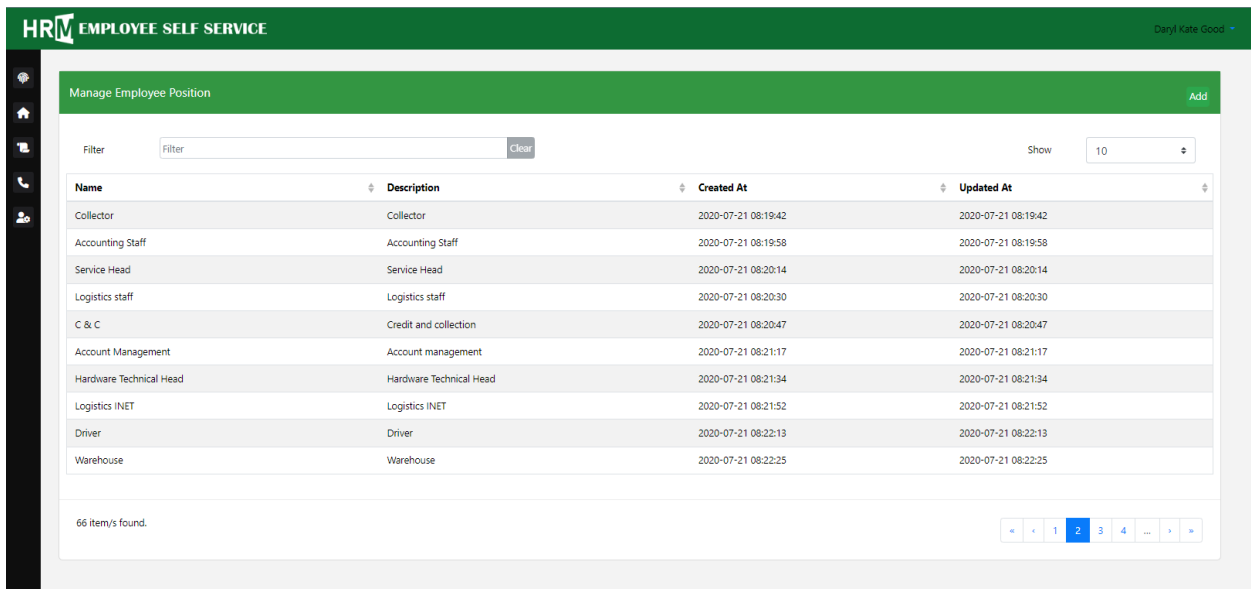 HRM EMPLOYEE SELF SERVICE
Daryl Kate Good
Manage Employee Position
Add
Filter Filter Clear Show 10
Name Description Created At Updated At
Collector Collector 2020-07-21 08:19:42 2020-07-21 08:19:42
Accounting Staff Accounting Staff 2020-07-21 08:19:58 2020-07-21 08:19:58
Service Head Service Head 2020-07-21 08:20:14 2020-07-21 08:20:14
Logistics staff Logistics staff 2020-07-21 08:20:30 2020-07-21 08:20:30
C & C Credit and collection 2020-07-21 08:20:47 2020-07-21 08:20:47
Account Management Account management 2020-07-21 08:21:17 2020-07-21 08:21:17
Hardware Technical Head Hardware Technical Head 2020-07-21 08:21:34 2020-07-21 08:21:34
Logistics INET Logistics INET 2020-07-21 08:21:52 2020-07-21 08:21:52
Driver Driver 2020-07-21 08:22:13 2020-07-21 08:22:13
Warehouse Warehouse 2020-07-21 08:22:25 2020-07-21 08:22:25
66 item/s found.
« ‹ 1 2 3 4 ... › »